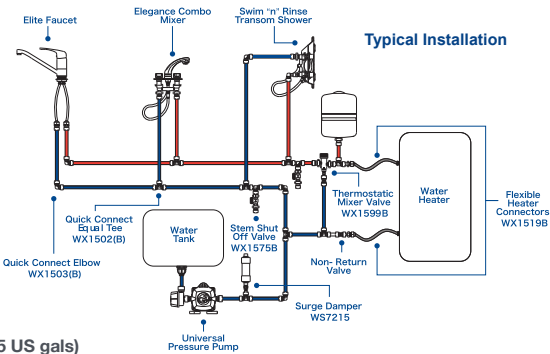 Elegance Combo
Mixer
Elite Faucet
Swim "n" Rinse
Transom Shower
Typical Installation
Thermostatic
Mixer Valve
WX1599B
Water
Heater
Flexible
Heater
Connectors
WX1519B
Quick Connect
Equal Tee
WX1502(B)
Water
Tank
Stem Shut
Off Valve
WX1575B
Quick Connect Elbow
WX1503(B)
Non- Return
Valve
Surge Damper
WS7215
Universal
Pressure Pump
5 US gals)